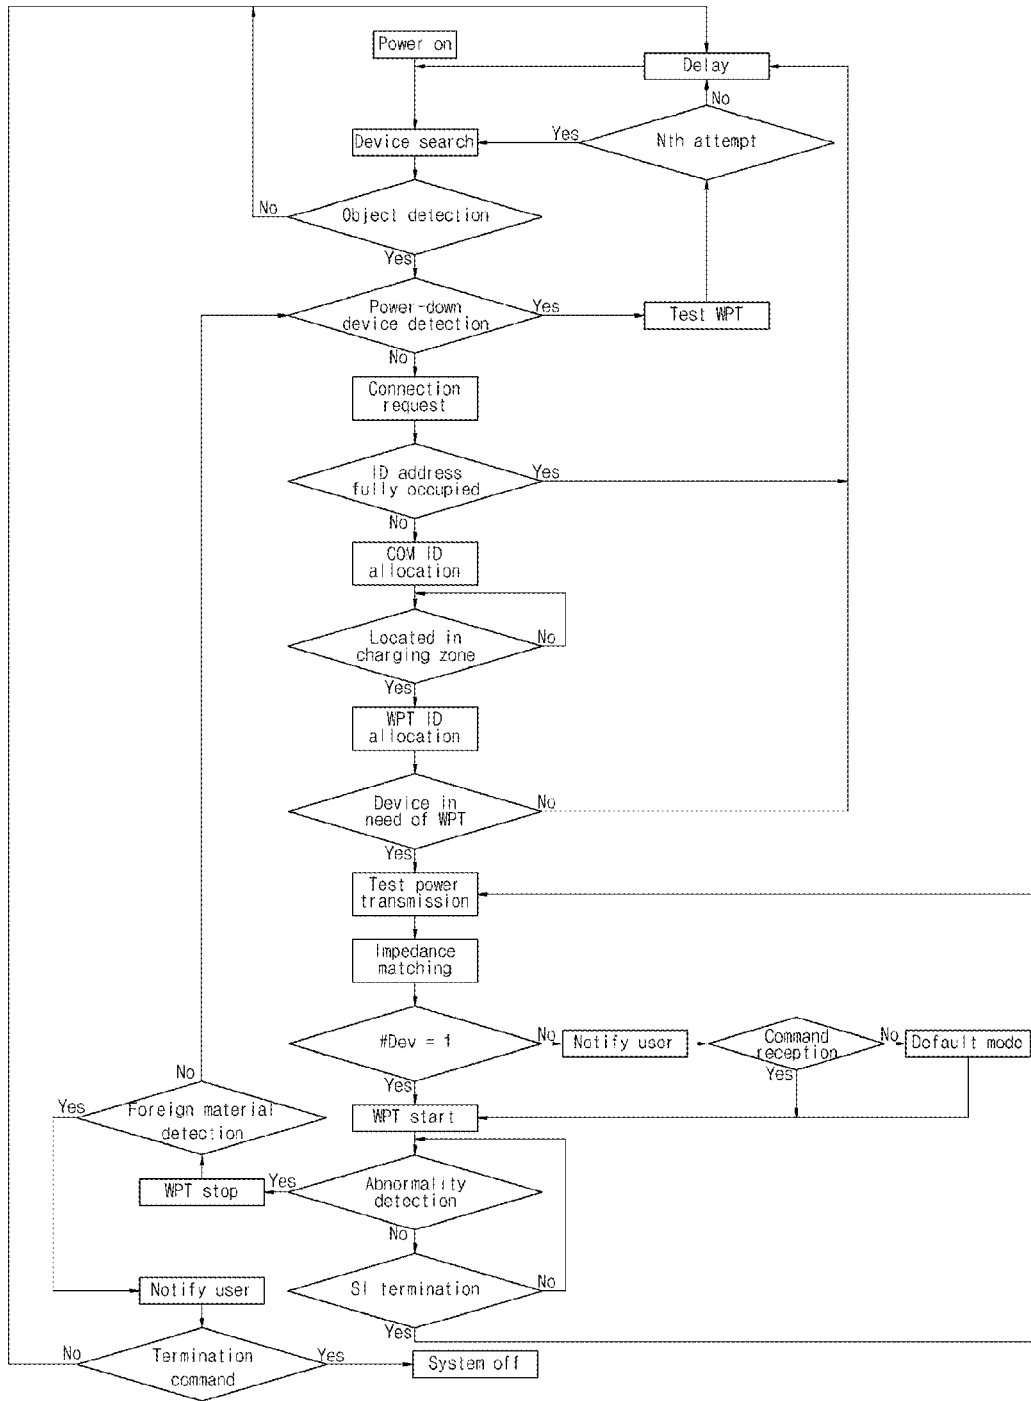 Power on
Delay
No
Device search
Yes
Nth attempt
No
Object detection
Yes
Power-down
device detection
Yes
Test WPT
No
Connection
request
ID address
fully occupied
Yes
No
COM ID
allocation
Located in
charging zone
No
Yes
WPT ID
allocation
Device in
need of WPT
No
Yes
Test power
transmission
Impedance
matching
#Dev = 1
No
Notify user
Command
reception
No
Default mode
Yes
Yes
WPT start
No
Yes
Foreign material
detection
WPT stop
Yes
Abnormality
detection
No
SI termination
No
Yes
Notify user
No
Termination
command
Yes
System off